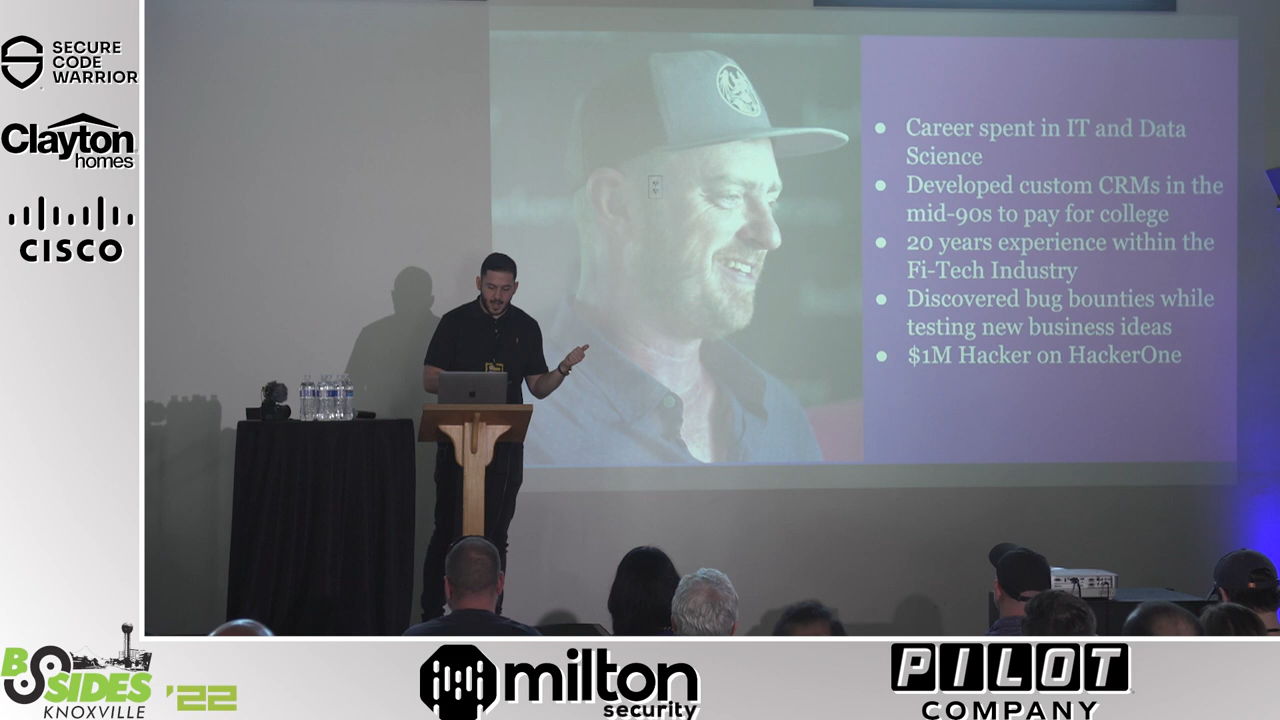 SECURE
CODE
WARRIOR
Clayton
homes
CISCO
● Career spent in IT and Data
Science
● Developed custom CRMs in the
mid-90s to pay for college
● 20 years experience within the
Fi-Tech Industry
● Discovered bug bounties while
testing new business ideas
● $1M Hacker on HackerOne
BSIDES '22
KNOXVILLE
milton
security
PILOT
COMPANY